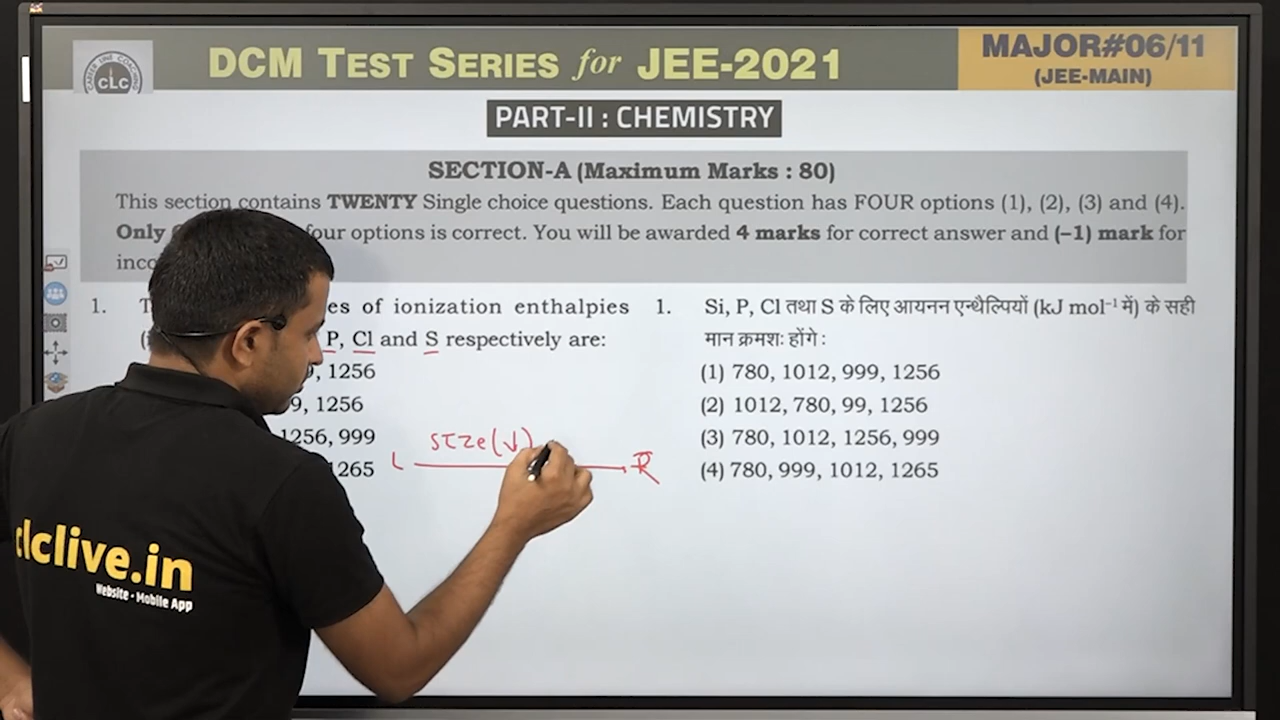 DCM TEST SERIES for JEE-2021
MAJOR#06/11
(JEE-MAIN)
CLC
PART-II : CHEMISTRY
SECTION-A (Maximum Marks : 80)
This section contains TWENTY Single choice questions. Each question has FOUR options (1), (2), (3) and (4).
Only four options is correct. You will be awarded 4 marks for correct answer and (−1) mark for
1. of ionization enthalpies
P, Cl and S respectively are:
1256
1256
1256, 999
1265
size(↓)
L R
1. Si, P, Cl तथा S के लिए आयनन एन्थैल्पियों (kJ mol⁻¹ में) के सही
मान क्रमशः होंगे :
(1) 780, 1012, 999, 1256
(2) 1012, 780, 99, 1256
(3) 780, 1012, 1256, 999
(4) 780, 999, 1012, 1265
clclive.in
Website • Mobile App